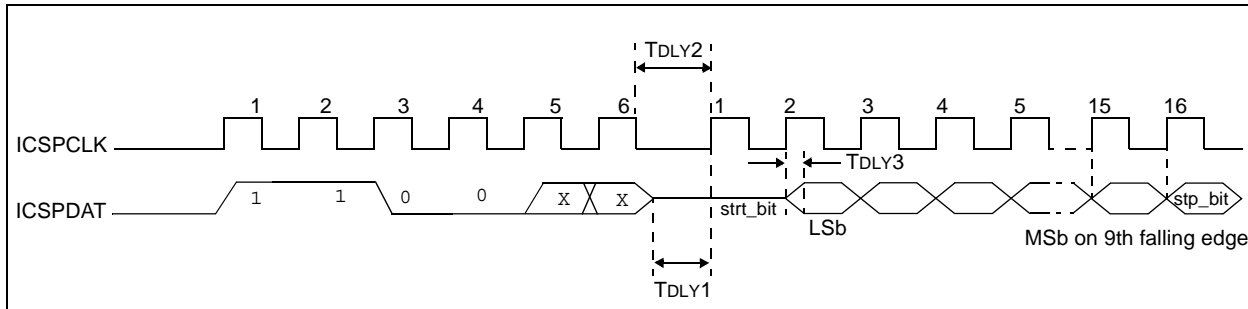 TDLY2
1 2 3 4 5 6 1 2 3 4 5 15 16
ICSPCLK
TDLY3
ICSPDAT
1 1 0 0 X X strt_bit stp_bit
LSb
MSb on 9th falling edge
TDLY1